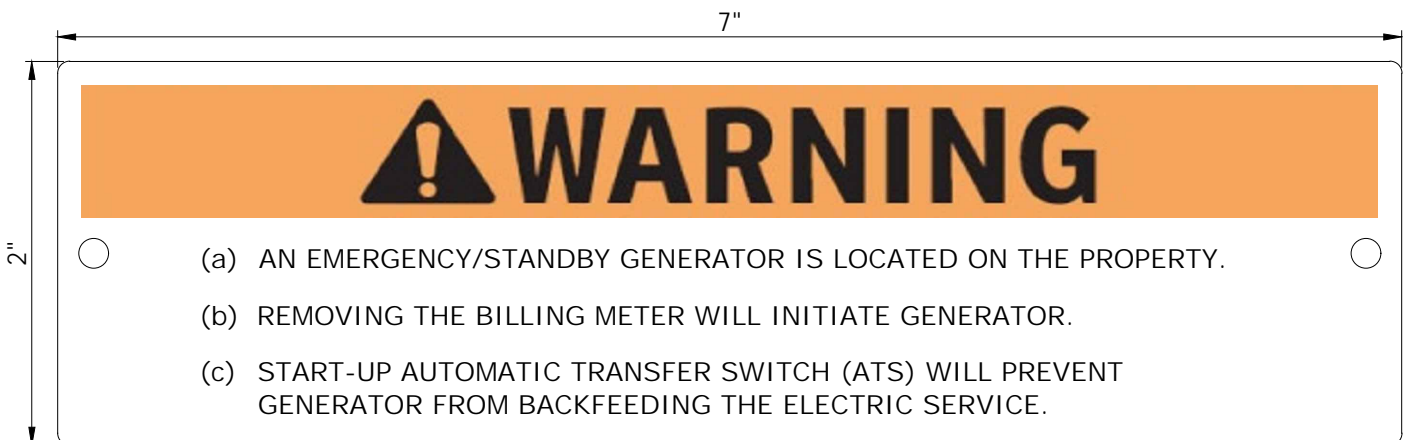 7"
WARNING
2"
(a) AN EMERGENCY/STANDBY GENERATOR IS LOCATED ON THE PROPERTY.
(b) REMOVING THE BILLING METER WILL INITIATE GENERATOR.
(c) START-UP AUTOMATIC TRANSFER SWITCH (ATS) WILL PREVENT
GENERATOR FROM BACKFEEDING THE ELECTRIC SERVICE.